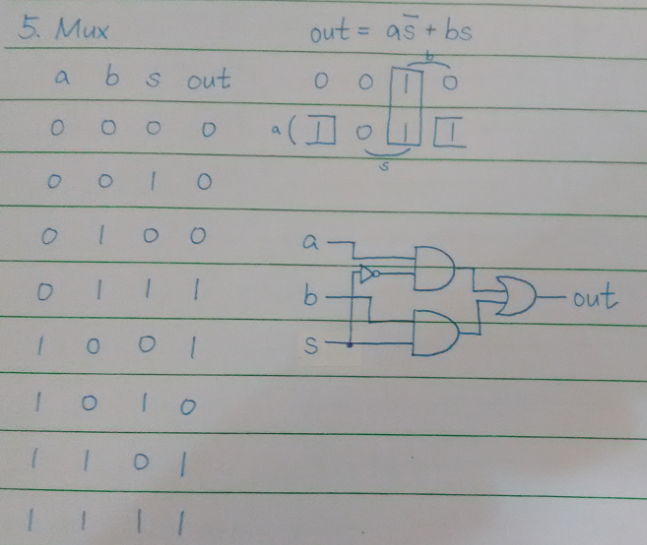 5. Mux
out = as̅ + bs
a b s out
0 0 0 0
0 0 1 0
0 1 0 0
0 1 1 1
1 0 0 1
1 0 1 0
1 1 0 1
1 1 1 1
b
0 0 1 0
a ( 1 0 1 1
s
a
b
s
out